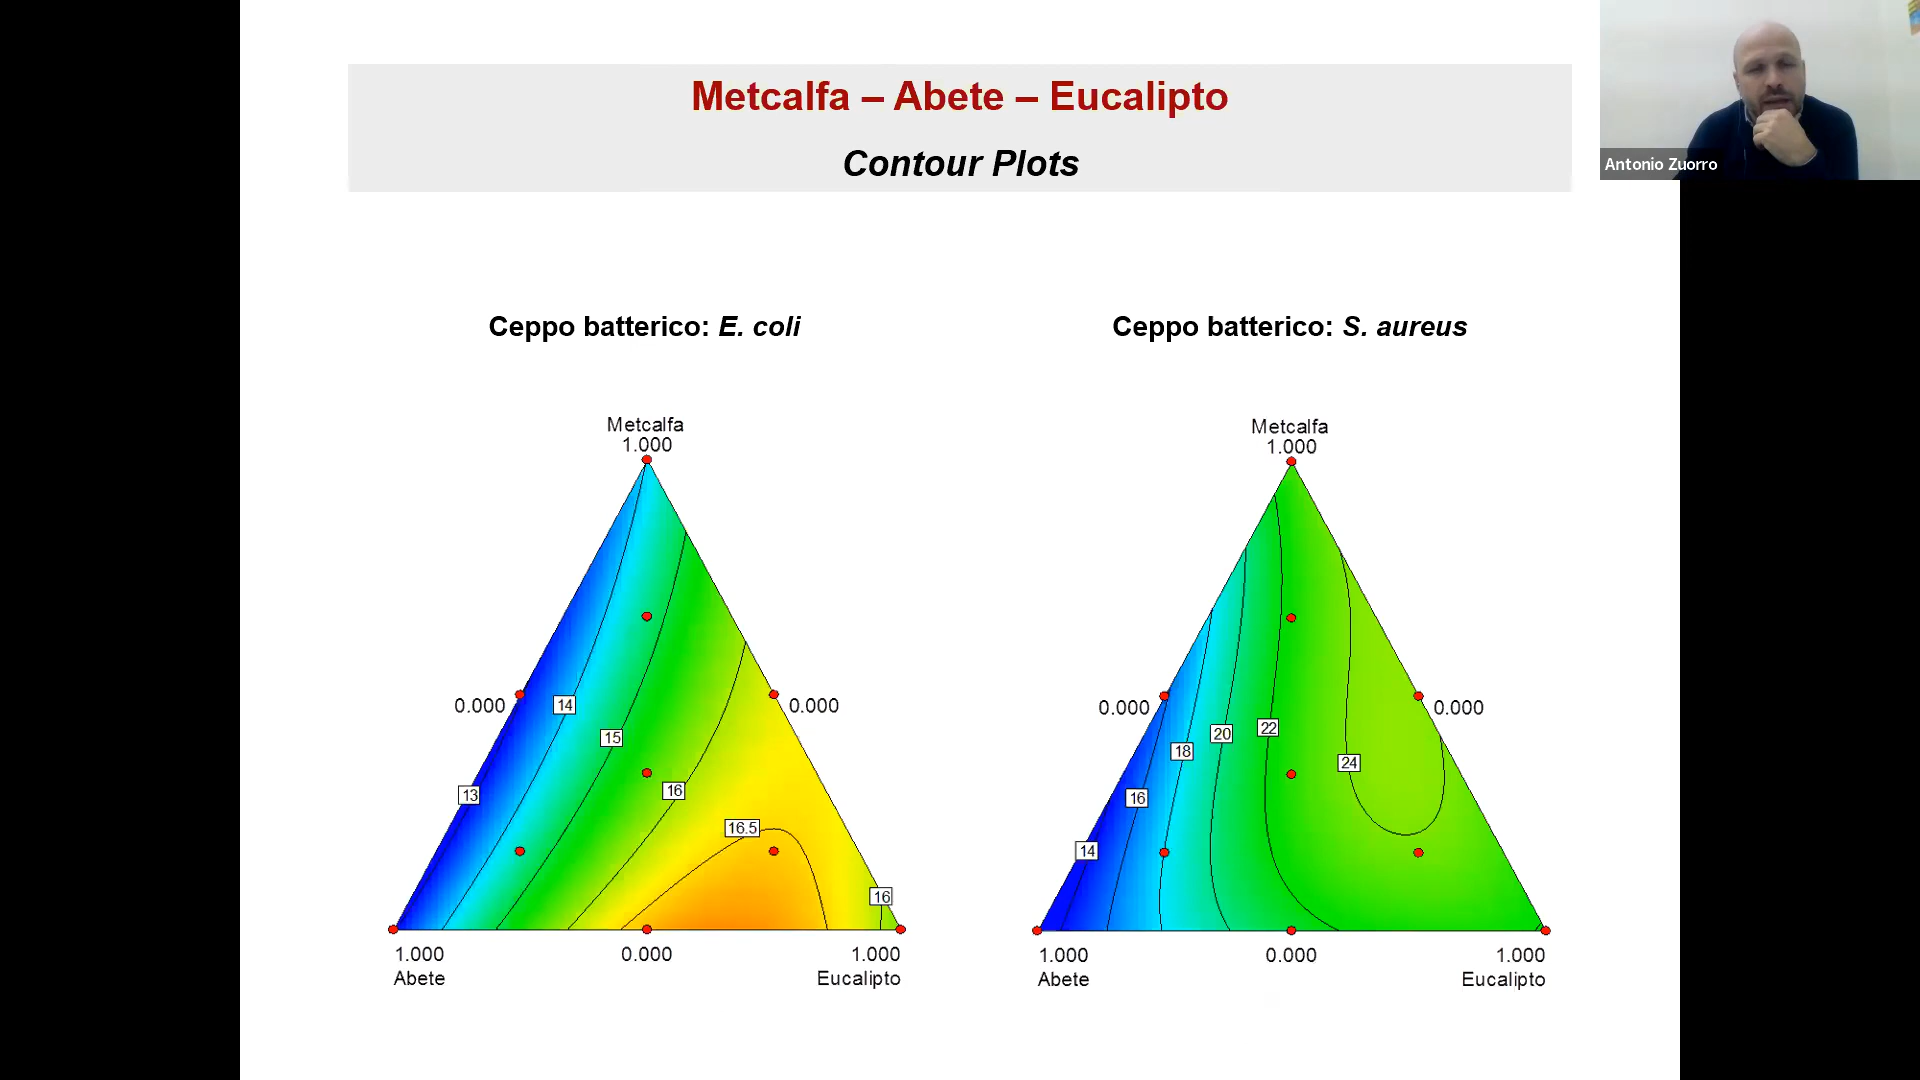 Metcalfa – Abete – Eucalipto
Contour Plots
Antonio Zuorro
Ceppo batterico: E. coli
Metcalfa
1.000
0.000
0.000
14
15
13
16
16.5
16
1.000
0.000
1.000
Abete
Eucalipto
Ceppo batterico: S. aureus
Metcalfa
1.000
0.000
0.000
22
20
18
24
16
14
1.000
0.000
1.000
Abete
Eucalipto